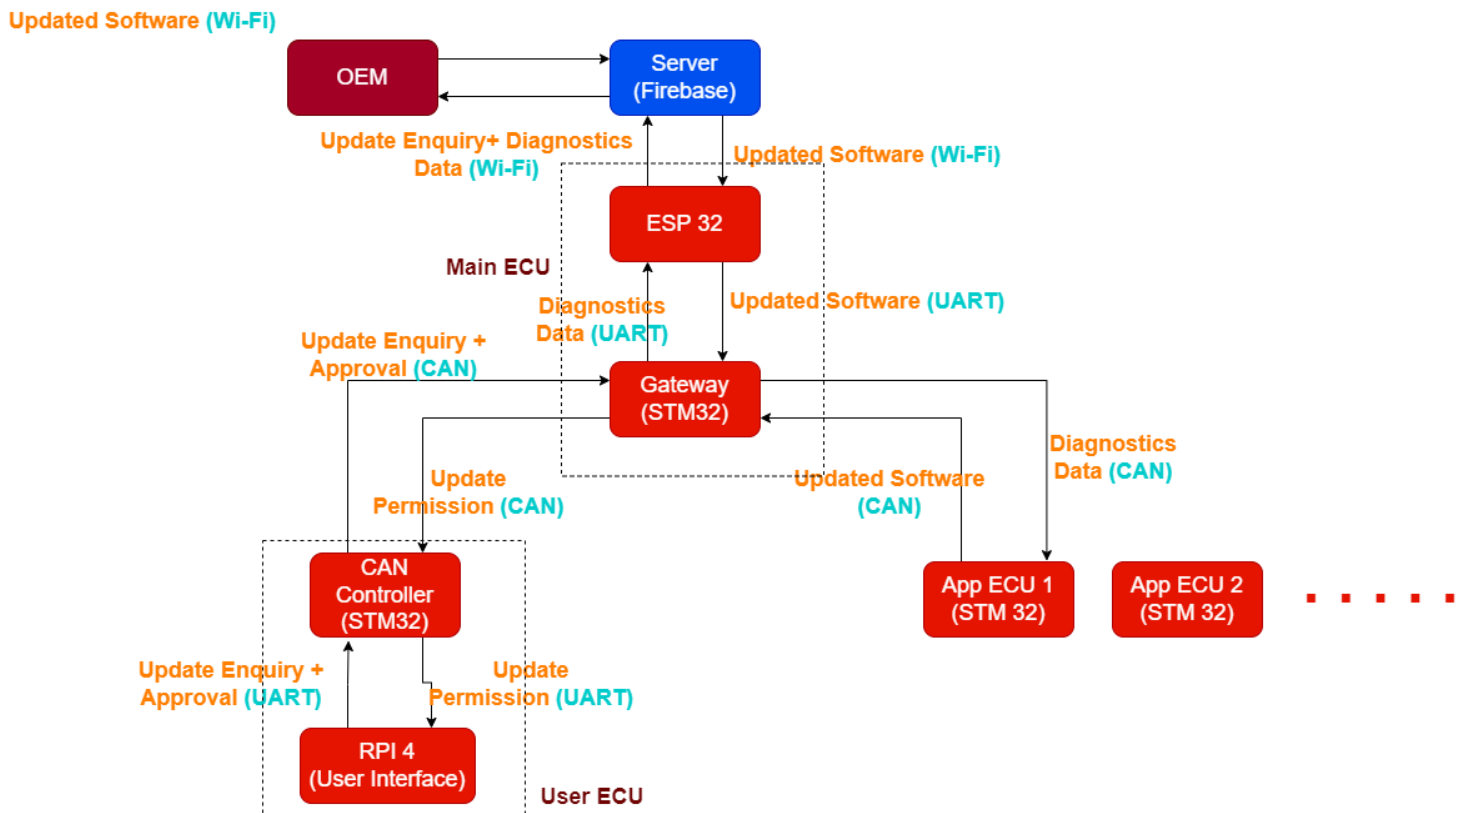 Updated Software (Wi-Fi)
OEM
Server
(Firebase)
Update Enquiry+ Diagnostics
Data (Wi-Fi)
Updated Software (Wi-Fi)
ESP 32
Main ECU
Diagnostics
Data (UART)
Updated Software (UART)
Update Enquiry +
Approval (CAN)
Gateway
(STM32)
Diagnostics
Data (CAN)
Update
Permission (CAN)
Updated Software
(CAN)
CAN
Controller
(STM32)
App ECU 1
(STM 32)
App ECU 2
(STM 32)
Update Enquiry +
Approval (UART)
Update
Permission (UART)
RPI 4
(User Interface)
User ECU